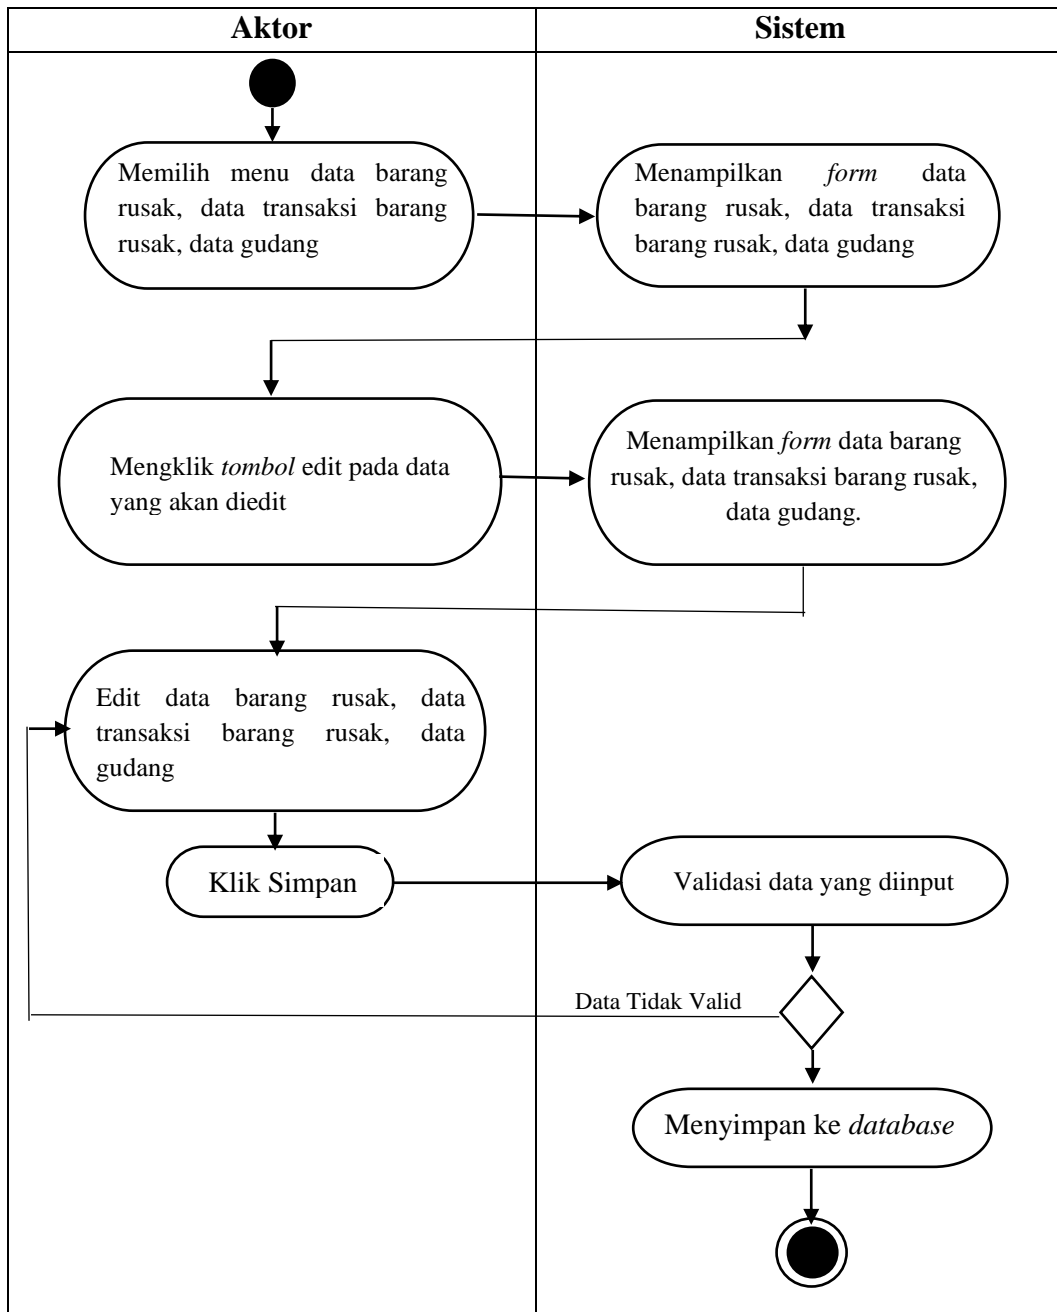 Aktor
Sistem
Memilih menu data barang
rusak, data transaksi barang
rusak, data gudang
Menampilkan form data
barang rusak, data transaksi
barang rusak, data gudang
Mengklik tombol edit pada data
yang akan diedit
Menampilkan form data barang
rusak, data transaksi barang rusak,
data gudang.
Edit data barang rusak, data
transaksi barang rusak, data
gudang
Klik Simpan
Validasi data yang diinput
Data Tidak Valid
Menyimpan ke database